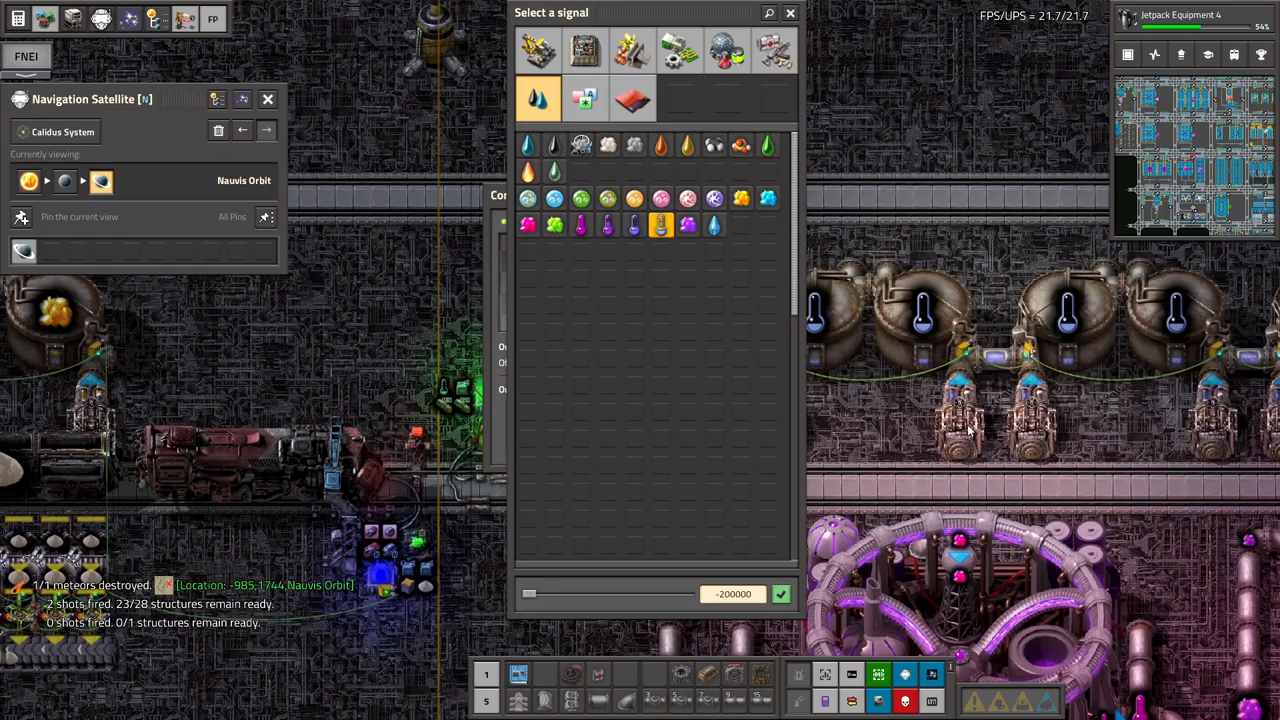 FP
Select a signal
FPS/UPS = 21.7/21.7
Jetpack Equipment 4
54%
FNEI
Navigation Satellite [N]
Calidus System
Currently viewing:
Nauvis Orbit
Pin the current view
All Pins
-200000
1/1 meteors destroyed. [Location: -985,1744,Nauvis Orbit]
2 shots fired. 23/28 structures remain ready.
0 shots fired. 0/1 structures remain ready.
1
5